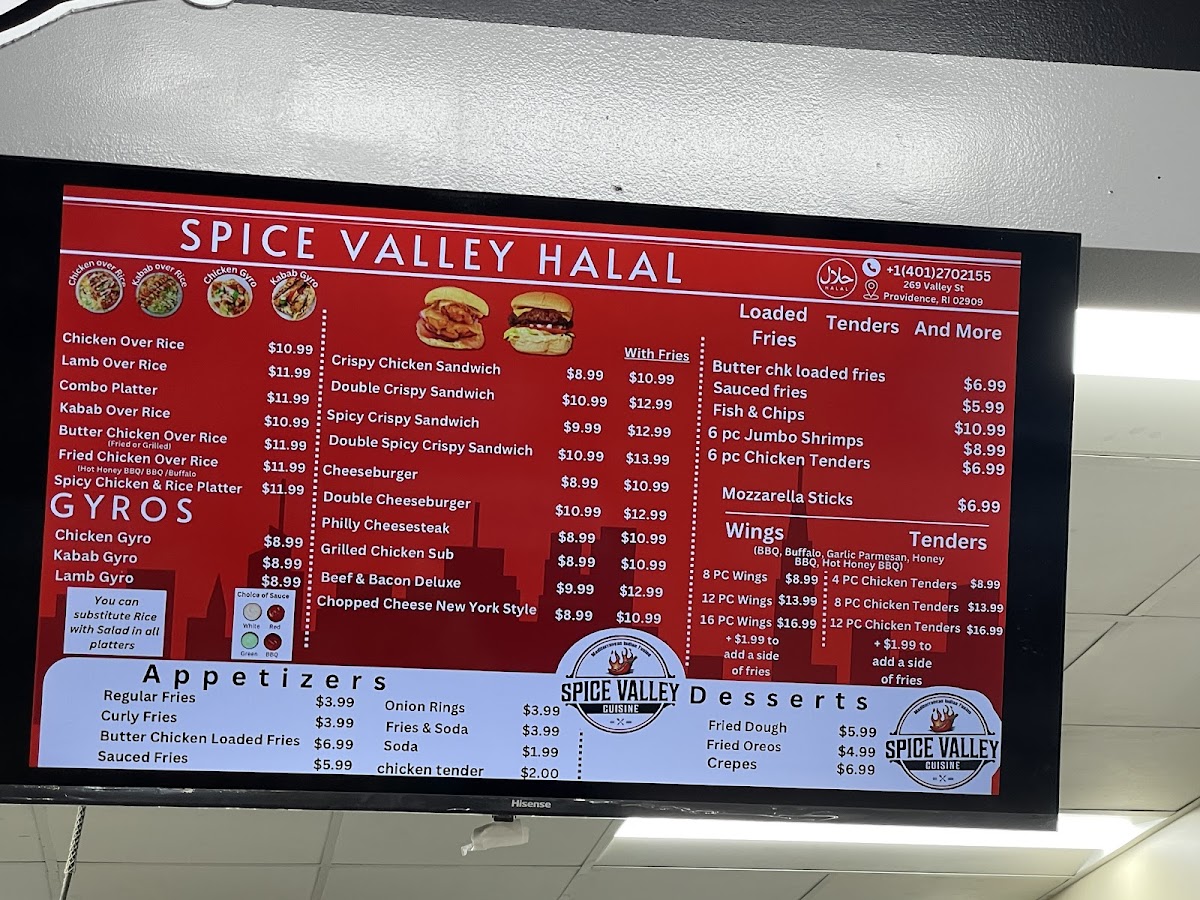 SPICE VALLEY HALAL
حلال
HALAL
+1(401)2702155
269 Valley St
Providence, RI 02909
Chicken over Rice
Kabab over Rice
Chicken Gyro
Kabab Gyro
Chicken Over Rice $10.99
Lamb Over Rice $11.99
Combo Platter $11.99
Kabab Over Rice $10.99
Butter Chicken Over Rice $11.99
(Fried or Grilled)
Fried Chicken Over Rice $11.99
(Hot Honey BBQ/ BBQ /Buffalo
Spicy Chicken & Rice Platter $11.99
GYROS
Chicken Gyro $8.99
Kabab Gyro $8.99
Lamb Gyro $8.99
You can
substitute Rice
with Salad in all
platters
Choice of Sauce
White Red
Green BBQ
With Fries
Crispy Chicken Sandwich $8.99 $10.99
Double Crispy Sandwich $10.99 $12.99
Spicy Crispy Sandwich $9.99 $12.99
Double Spicy Crispy Sandwich $10.99 $13.99
Cheeseburger $8.99 $10.99
Double Cheeseburger $10.99 $12.99
Philly Cheesesteak $8.99 $10.99
Grilled Chicken Sub $8.99 $10.99
Beef & Bacon Deluxe $9.99 $12.99
Chopped Cheese New York Style $8.99 $10.99
Loaded
Fries
Tenders And More
Butter chk loaded fries $6.99
Sauced fries $5.99
Fish & Chips $10.99
6 pc Jumbo Shrimps $8.99
6 pc Chicken Tenders $6.99
Mozzarella Sticks $6.99
Wings Tenders
(BBQ, Buffalo, Garlic Parmesan, Honey
BBQ, Hot Honey BBQ)
8 PC Wings $8.99
12 PC Wings $13.99
16 PC Wings $16.99
+ $1.99 to
add a side
of fries
4 PC Chicken Tenders $8.99
8 PC Chicken Tenders $13.99
12 PC Chicken Tenders $16.99
+ $1.99 to
add a side
of fries
Appetizers
Regular Fries $3.99
Curly Fries $3.99
Butter Chicken Loaded Fries $6.99
Sauced Fries $5.99
Onion Rings $3.99
Fries & Soda $3.99
Soda $1.99
chicken tender $2.00
Mediterranean Indian Fusion
SPICE VALLEY
CUISINE
Desserts
Fried Dough $5.99
Fried Oreos $4.99
Crepes $6.99
Mediterranean Indian Fusion
SPICE VALLEY
CUISINE
Hisense